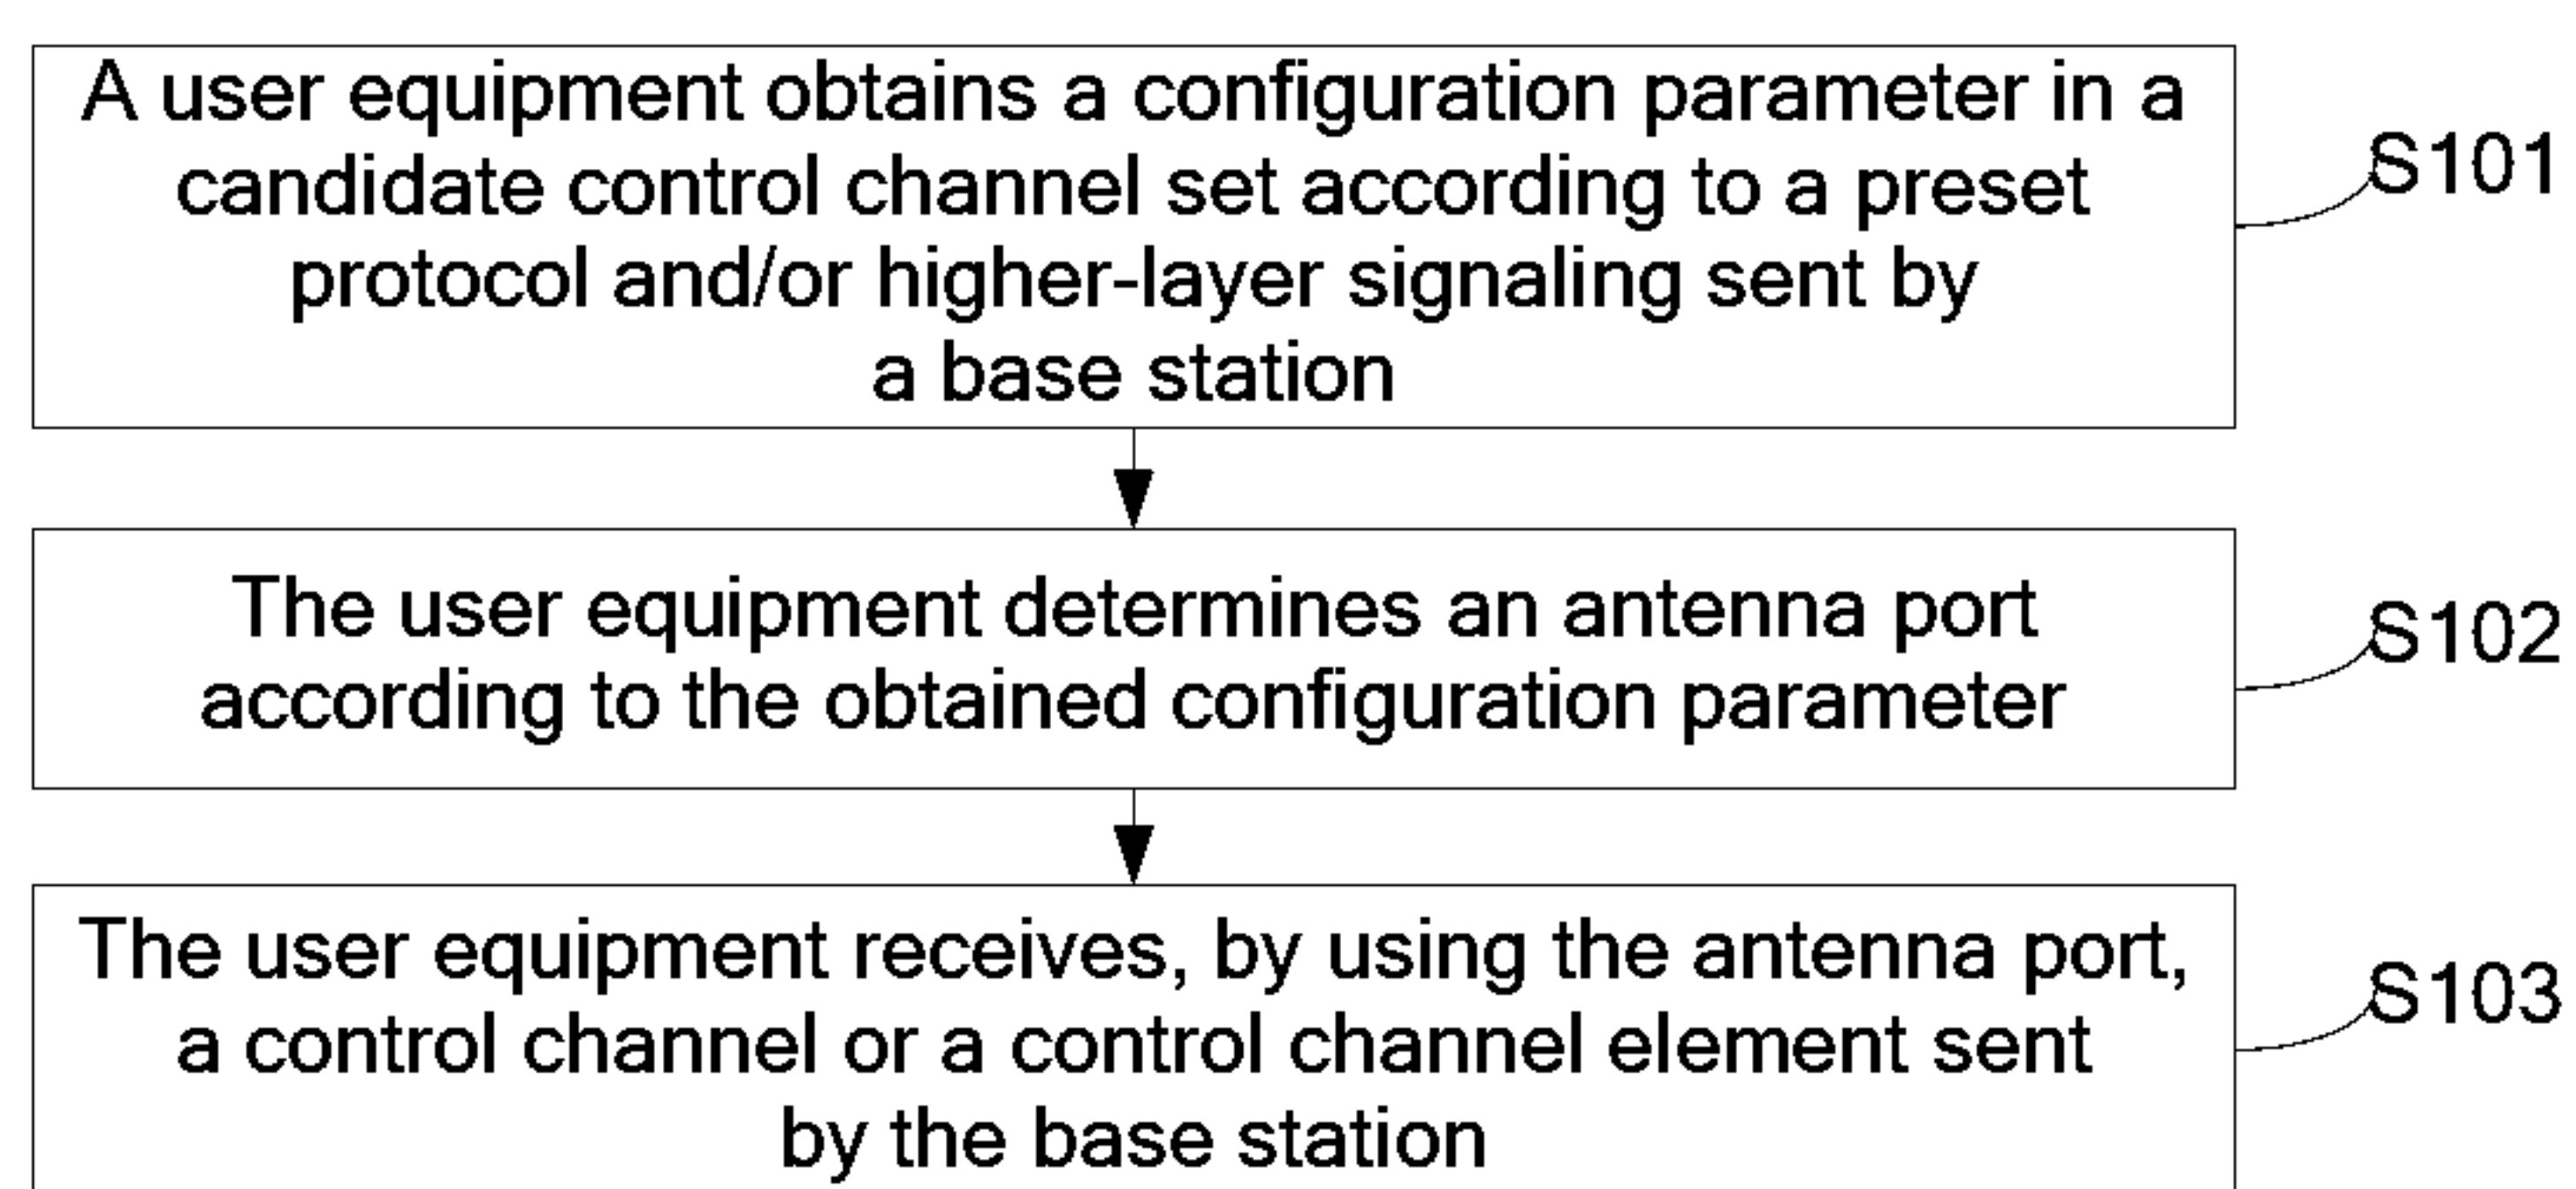 A user equipment obtains a configuration parameter in a
candidate control channel set according to a preset
protocol and/or higher-layer signaling sent by
a base station
S101
The user equipment determines an antenna port
according to the obtained configuration parameter
S102
The user equipment receives, by using the antenna port,
a control channel or a control channel element sent
by the base station
S103